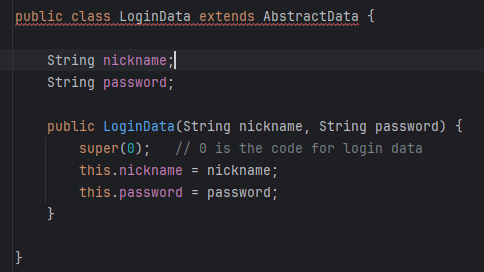 public class LoginData extends AbstractData {
String nickname;
String password;
public LoginData(String nickname, String password) {
super(0);   // 0 is the code for login data
this.nickname = nickname;
this.password = password;
}
}